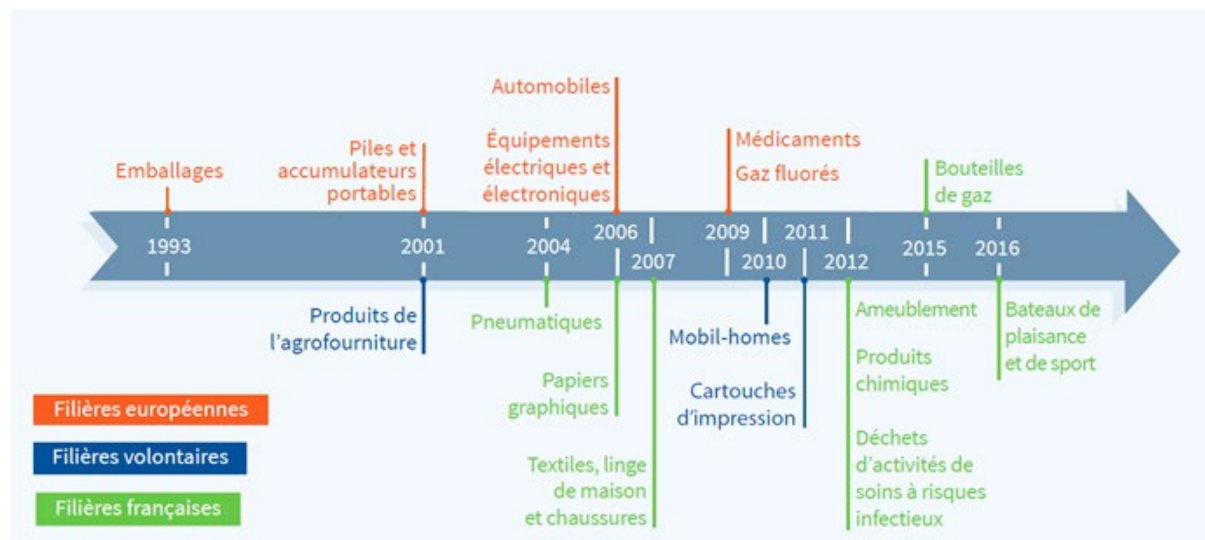 Automobiles
Équipements
électriques et
électroniques
Médicaments
Gaz fluorés
Piles et
accumulateurs
portables
Emballages
Bouteilles
de gaz
1993
2001
2004
2006
2007
2009
2010
2011
2012
2015
2016
Produits de
l'agrofourniture
Pneumatiques
Papiers
graphiques
Textiles, linge
de maison
et chaussures
Mobil-homes
Cartouches
d'impression
Ameublement
Produits
chimiques
Déchets
d'activités de
soins à risques
infectieux
Bateaux de
plaisance
et de sport
Filières européennes
Filières volontaires
Filières françaises